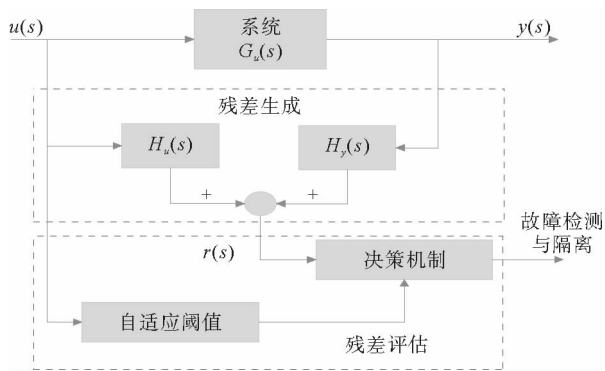 u(s)
系统
G_u(s)
y(s)
残差生成
H_u(s)
H_y(s)
+
+
r(s)
决策机制
故障检测
与隔离
自适应阈值
残差评估